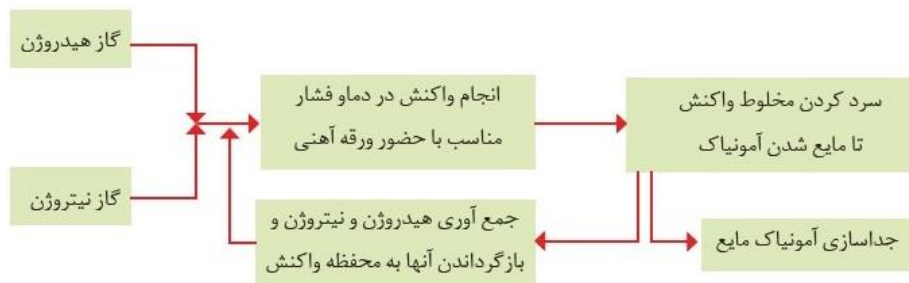 گاز هیدروژن
گاز نیتروژن
انجام واکنش در دماو فشار
مناسب با حضور ورقه آهنی
سرد کردن مخلوط واکنش
تا مایع شدن آمونیاک
جمع آوری هیدروژن و نیتروژن و
بازگرداندن آنها به محفظه واکنش
جداسازی آمونیاک مایع